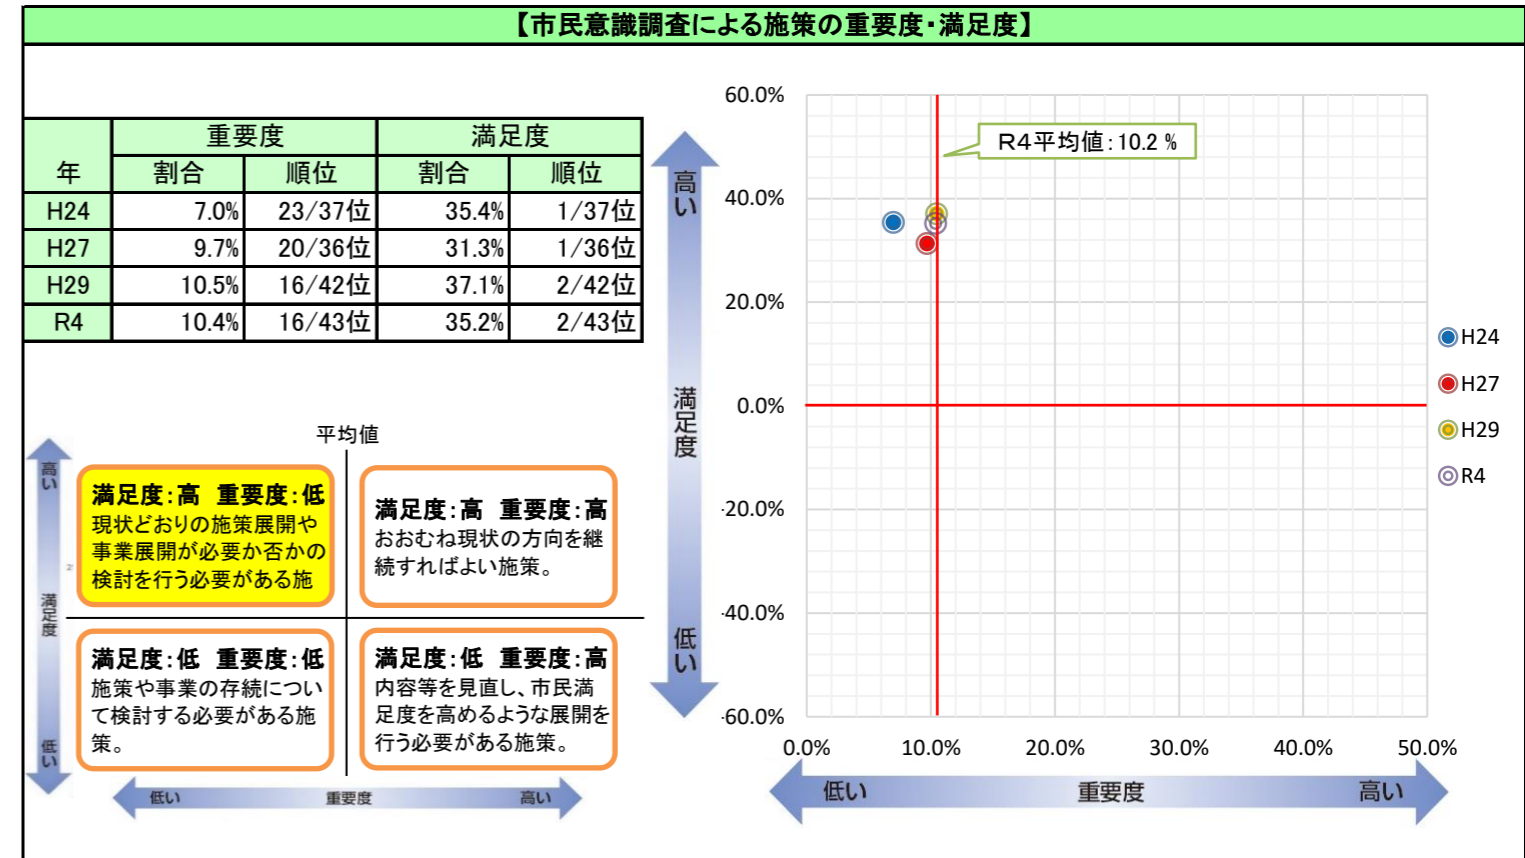 【市民意識調査による施策の重要度・満足度】
年 重要度 満足度
割合 順位 割合 順位
H24 7.0% 23/37位 35.4% 1/37位
H27 9.7% 20/36位 31.3% 1/36位
H29 10.5% 16/42位 37.1% 2/42位
R4 10.4% 16/43位 35.2% 2/43位
平均値
高い
満足度
低い
満足度:高 重要度:低
現状どおりの施策展開や
事業展開が必要か否かの
検討を行う必要がある施
満足度:高 重要度:高
おおむね現状の方向を継
続すればよい施策。
満足度:低 重要度:低
施策や事業の存続につい
て検討する必要がある施
策。
満足度:低 重要度:高
内容等を見直し、市民満
足度を高めるような展開を
行う必要がある施策。
低い 重要度 高い
高い
満足度
低い
60.0%
40.0%
20.0%
0.0%
-20.0%
-40.0%
-60.0%
R4平均値:10.2%
0.0% 10.0% 20.0% 30.0% 40.0% 50.0%
低い 重要度 高い
H24
H27
H29
R4